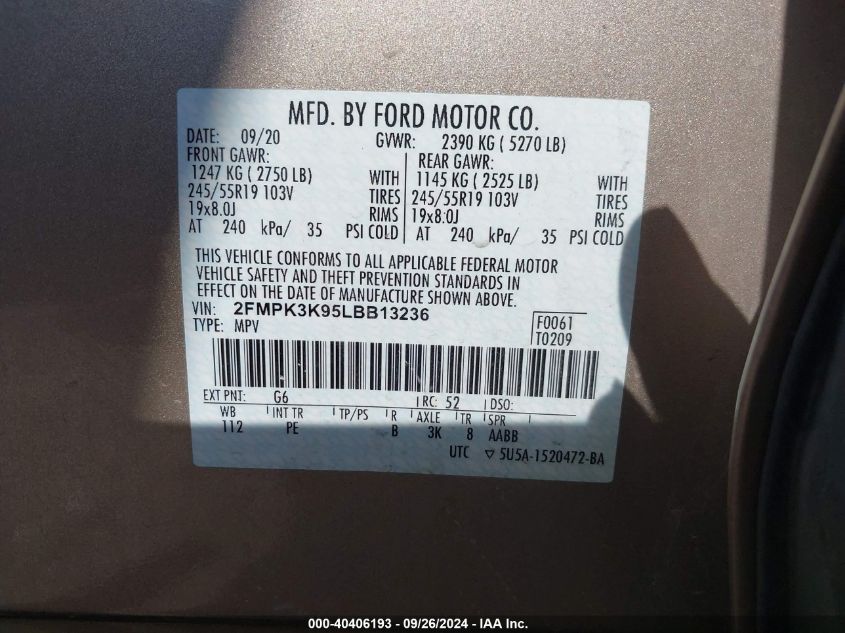 MFD. BY FORD MOTOR CO.
DATE: 09/20 GVWR: 2390 KG ( 5270 LB)
FRONT GAWR: REAR GAWR:
1247 KG ( 2750 LB) WITH 1145 KG ( 2525 LB) WITH
245/55R19 103V TIRES 245/55R19 103V TIRES
19x8.0J RIMS 19x8.0J RIMS
AT 240 kPa/ 35 PSI COLD AT 240 kPa/ 35 PSI COLD
THIS VEHICLE CONFORMS TO ALL APPLICABLE FEDERAL MOTOR
VEHICLE SAFETY AND THEFT PREVENTION STANDARDS IN
EFFECT ON THE DATE OF MANUFACTURE SHOWN ABOVE.
VIN: 2FMPK3K95LBB13236 F0061
TYPE: MPV T0209
EXT PNT: G6 RC: 52 DSO:
WB INT TR TP/PS R AXLE TR SPR
112 PE B 3K 8 AABB
UTC ▽ 5U5A-1520472-BA
000-40406193 - 09/26/2024 - IAA Inc.